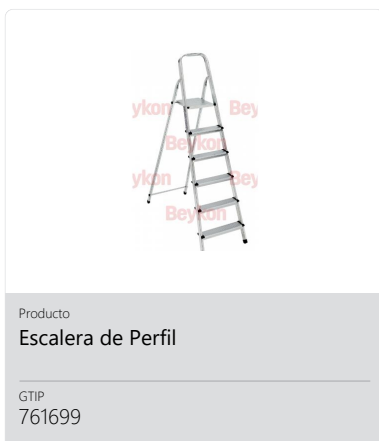 ykon Bey
Beykon
ykon Bey
Beykon
Producto
Escalera de Perfil
GTIP
761699